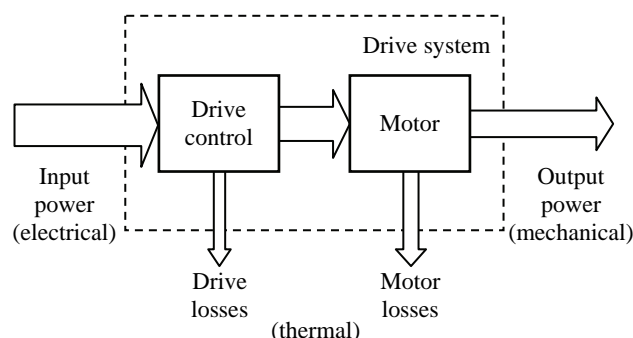 Drive system
Drive
control
Motor
Input
power
(electrical)
Output
power
(mechanical)
Drive
losses
Motor
losses
(thermal)